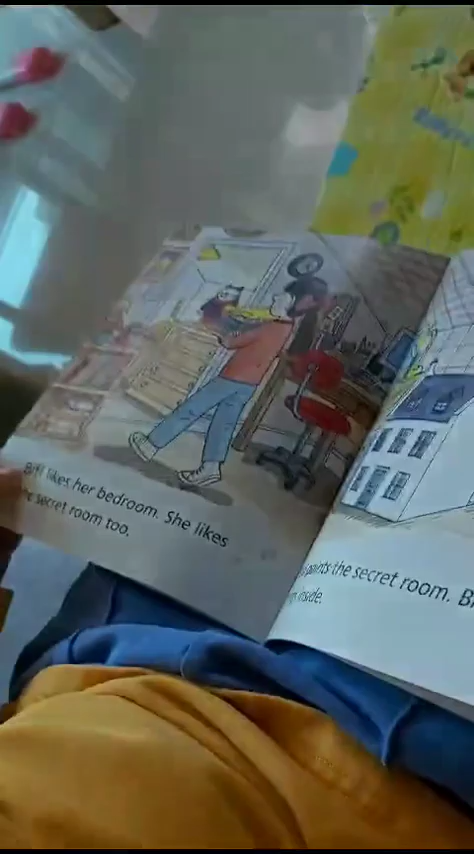 Biff likes her bedroom. She likes
the secret room too.
paints the secret room.
inside.